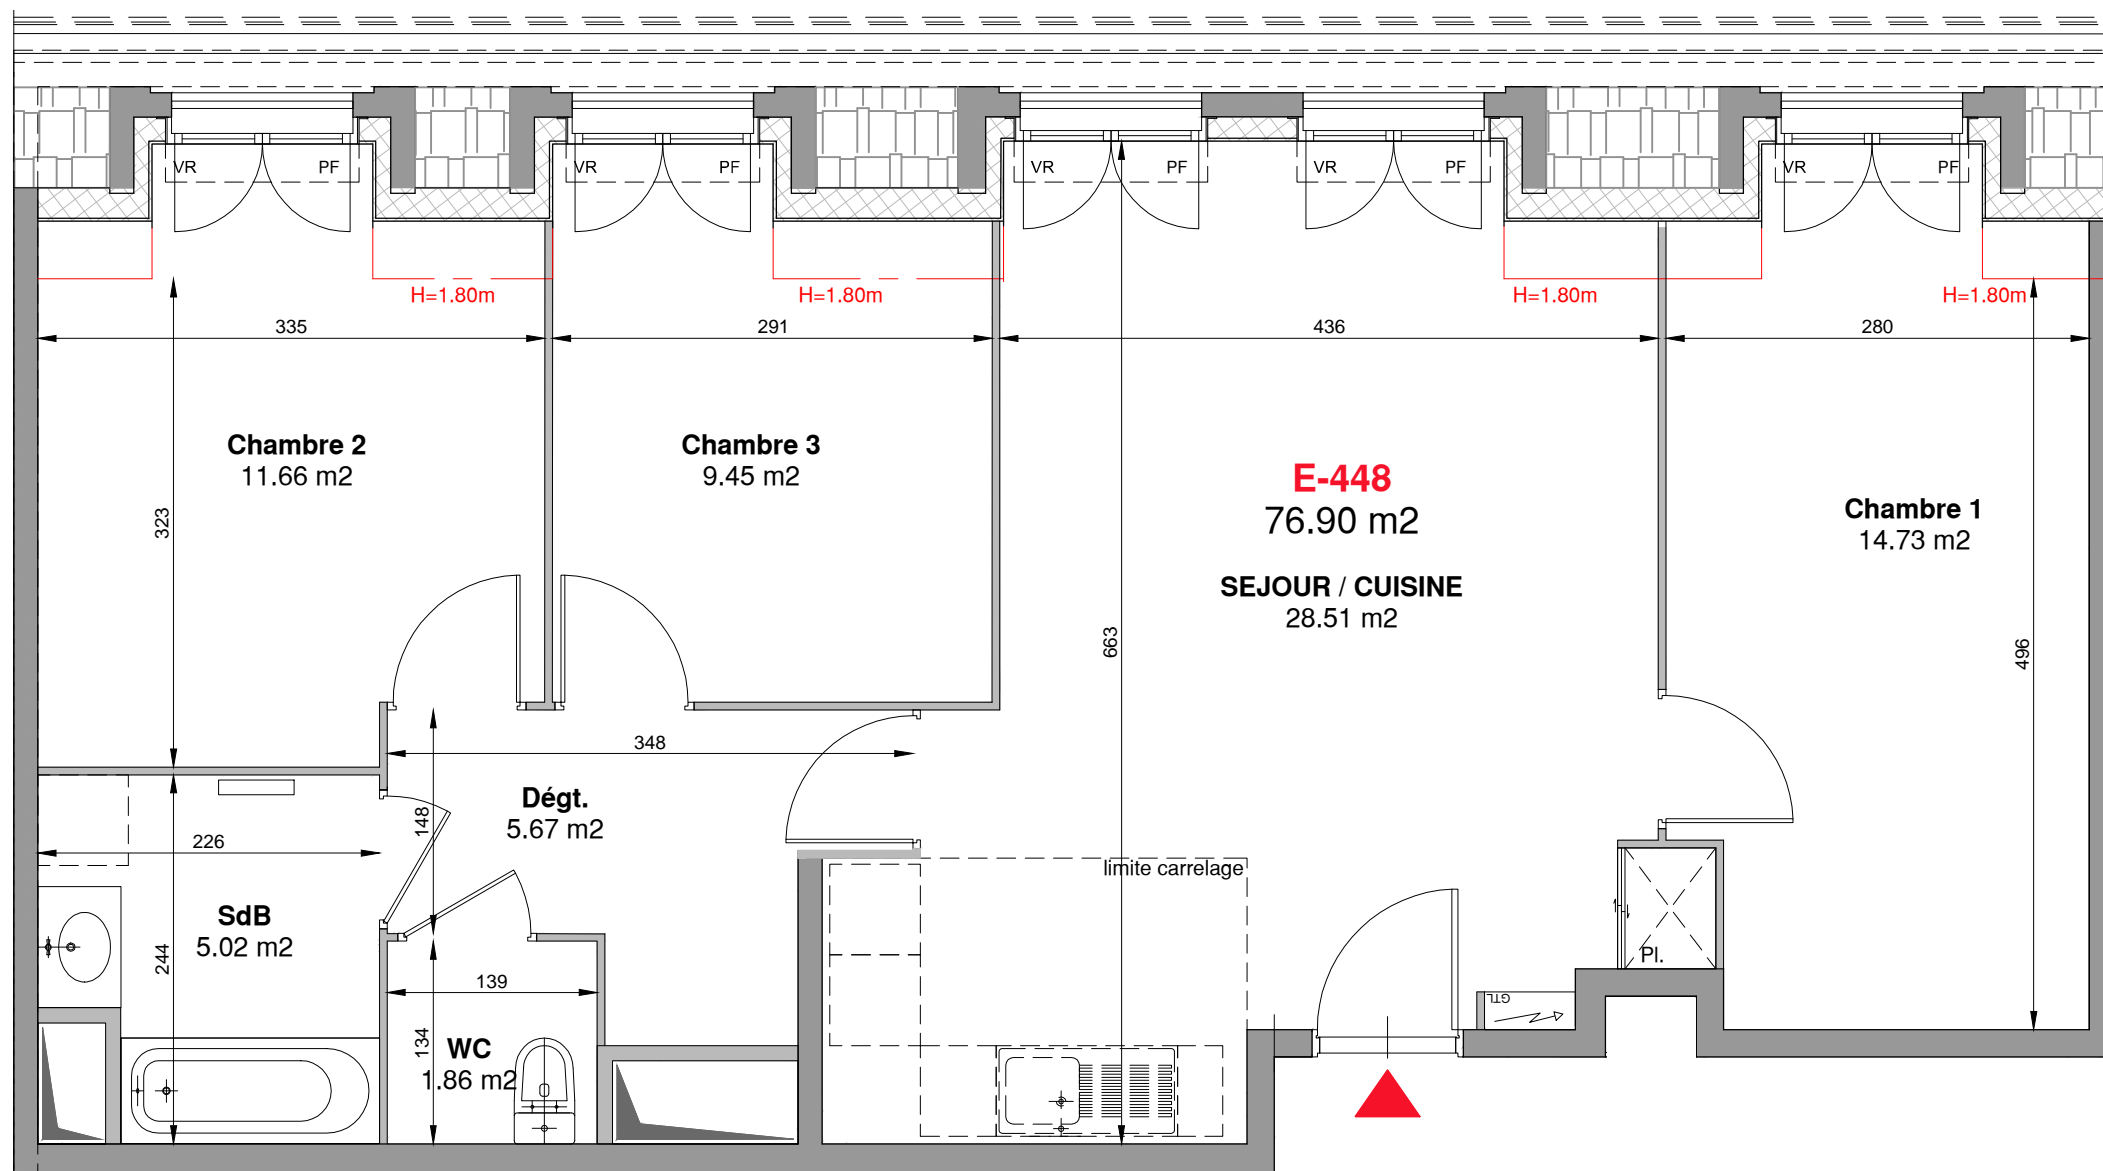 VR PF
VR PF
VR PF
VR PF
VR PF
H=1.80m
H=1.80m
H=1.80m
H=1.80m
335
291
436
280
Chambre 2
11.66 m2
Chambre 3
9.45 m2
E-448
76.90 m2
SEJOUR / CUISINE
28.51 m2
Chambre 1
14.73 m2
323
663
496
348
Dégt.
5.67 m2
148
226
limite carrelage
SdB
5.02 m2
244
139
134
WC
1.86 m2
Pl.
GTL